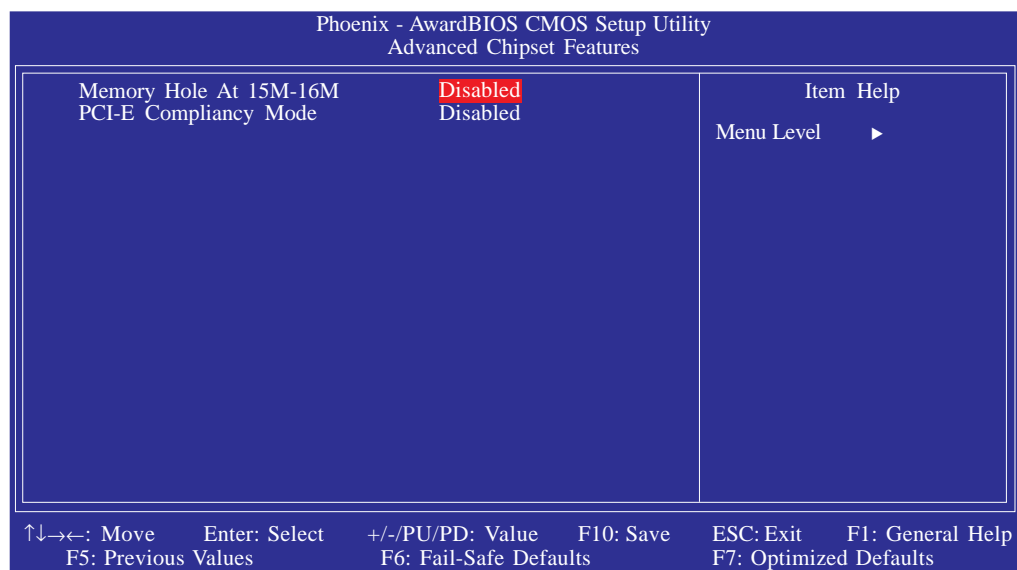 Phoenix - AwardBIOS CMOS Setup Utility
Advanced Chipset Features
Memory Hole At 15M-16M Disabled
PCI-E Compliancy Mode Disabled
Item Help
Menu Level ▶
↑↓→←: Move Enter: Select +/-/PU/PD: Value F10: Save ESC: Exit F1: General Help
F5: Previous Values F6: Fail-Safe Defaults F7: Optimized Defaults